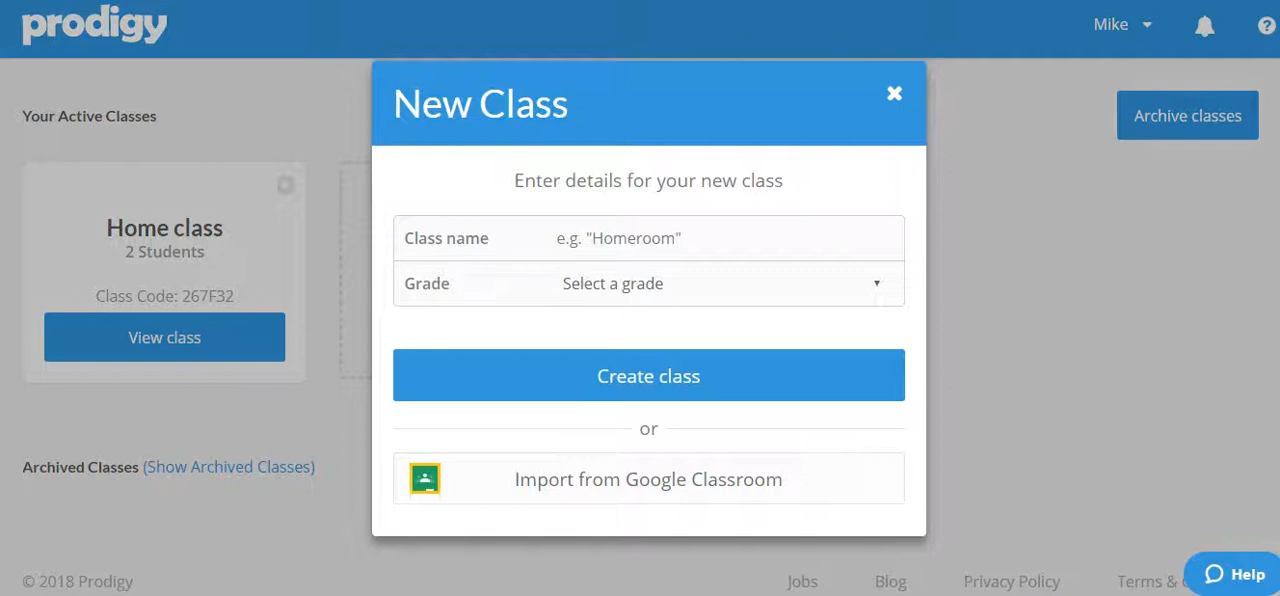 prodigy
Mike
?
Your Active Classes
Archive classes
Home class
2 Students
Class Code: 267F32
View class
New Class
Enter details for your new class
Class name e.g. "Homeroom"
Grade Select a grade
Create class
or
Import from Google Classroom
Archived Classes (Show Archived Classes)
© 2018 Prodigy
Jobs Blog Privacy Policy Terms &
Help